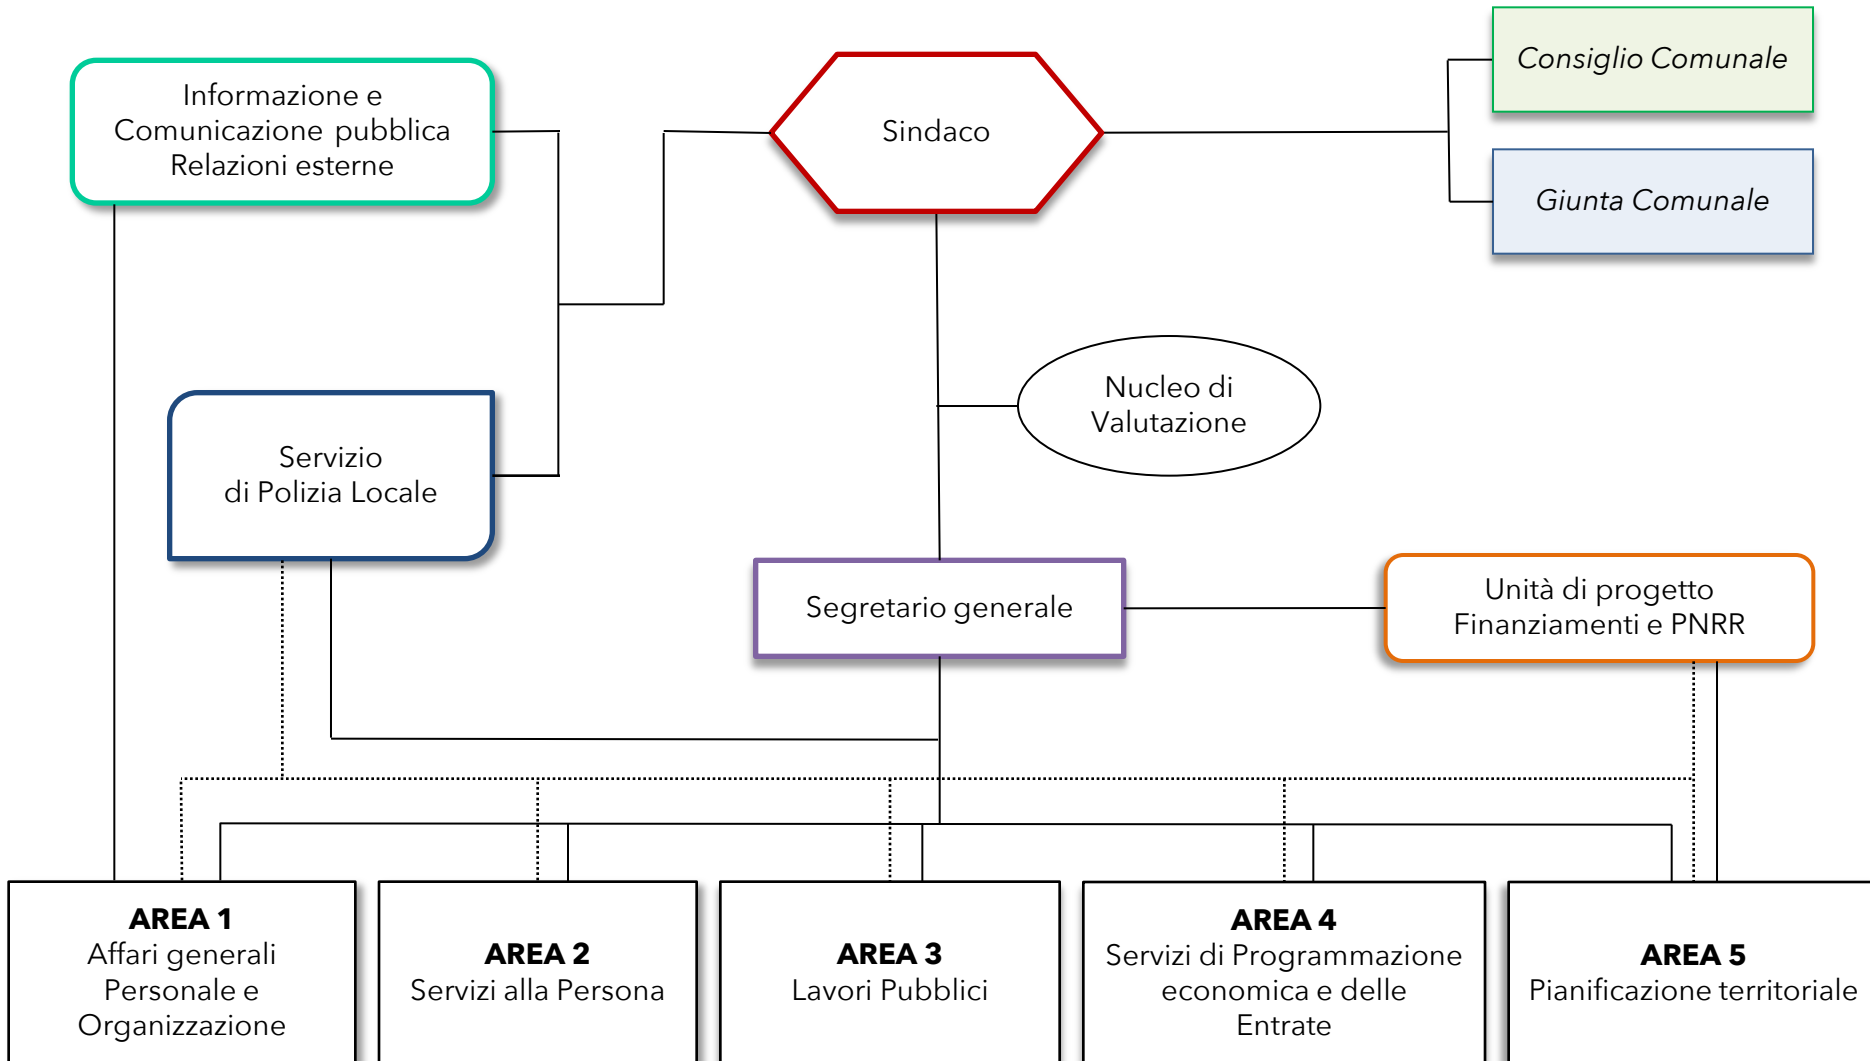 Informazione e
Comunicazione pubblica
Relazioni esterne
Sindaco
Consiglio Comunale
Giunta Comunale
Nucleo di
Valutazione
Servizio
di Polizia Locale
Segretario generale
Unità di progetto
Finanziamenti e PNRR
AREA 1
Affari generali
Personale e
Organizzazione
AREA 2
Servizi alla Persona
AREA 3
Lavori Pubblici
AREA 4
Servizi di Programmazione
economica e delle
Entrate
AREA 5
Pianificazione territoriale